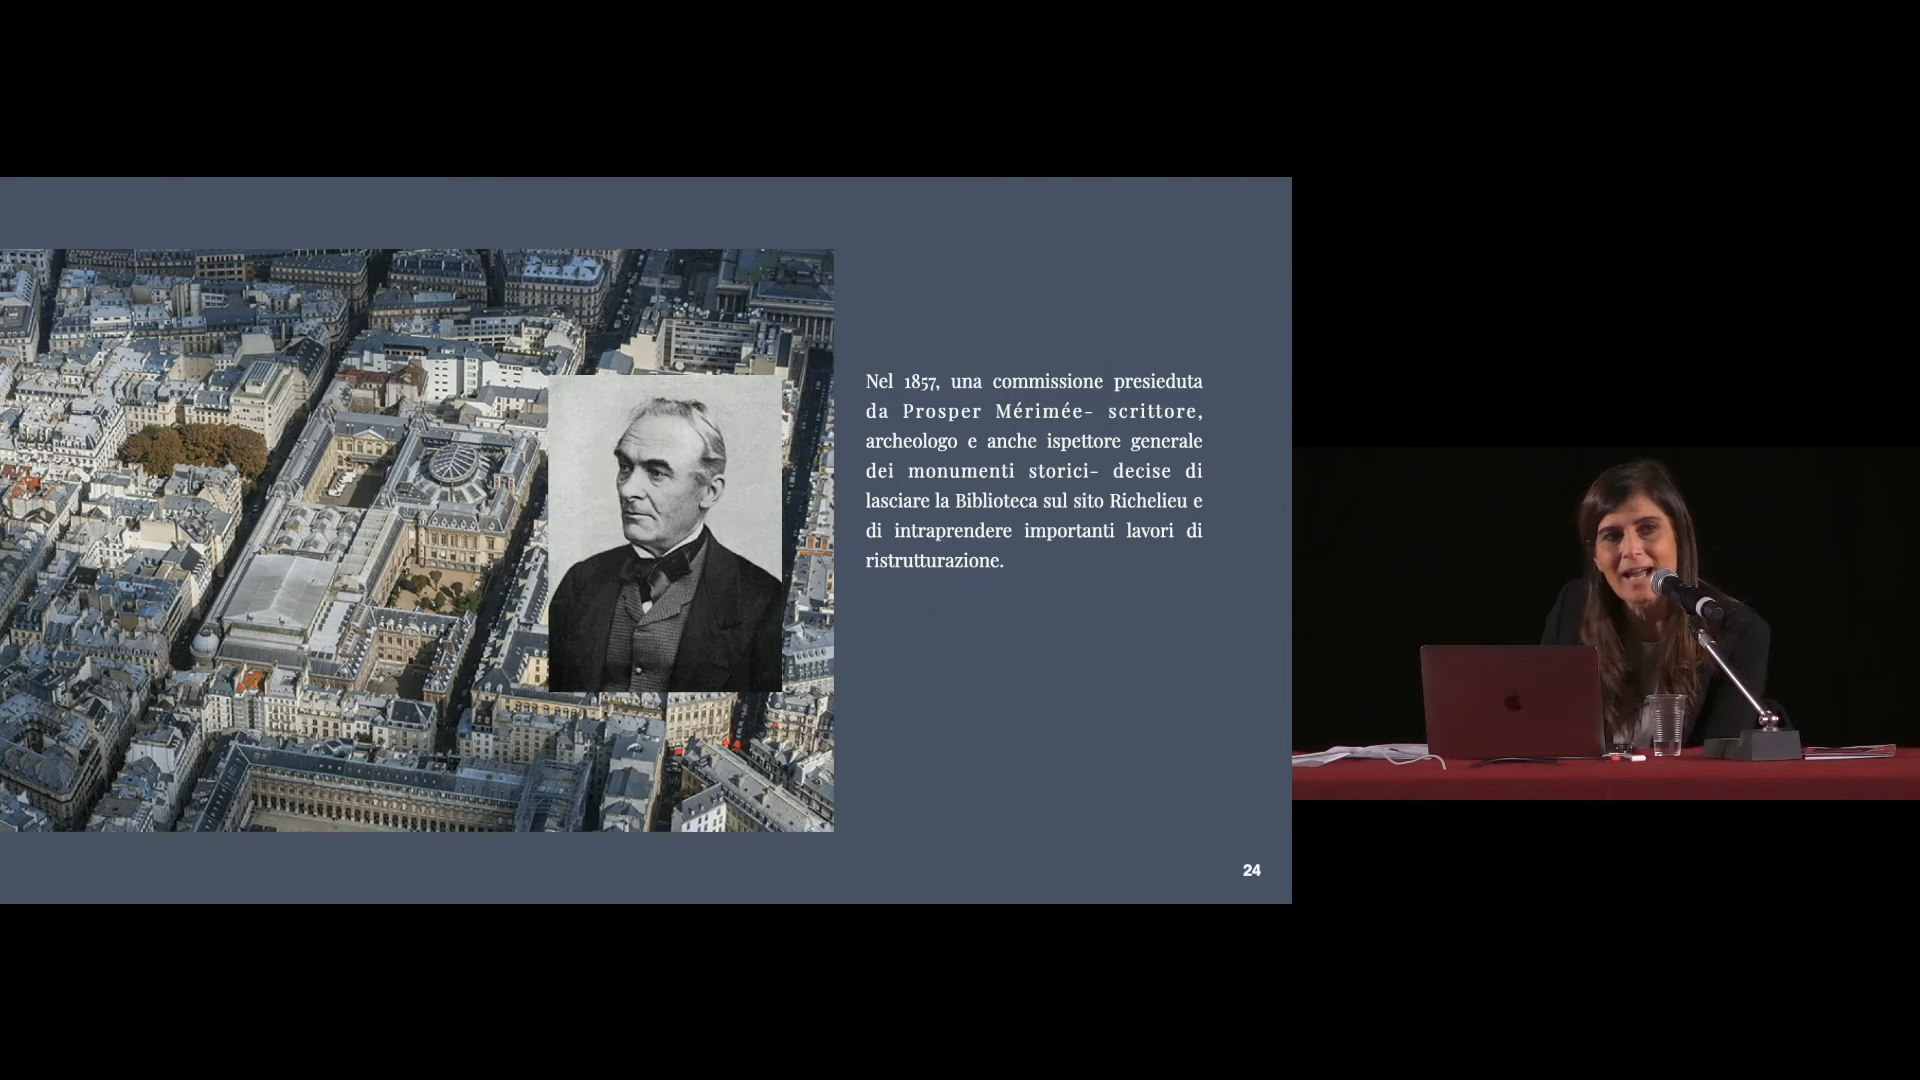 Nel 1857, una commissione presieduta
da Prosper Mérimée- scrittore,
archeologo e anche ispettore generale
dei monumenti storici- decise di
lasciare la Biblioteca sul sito Richelieu e
di intraprendere importanti lavori di
ristrutturazione.
24